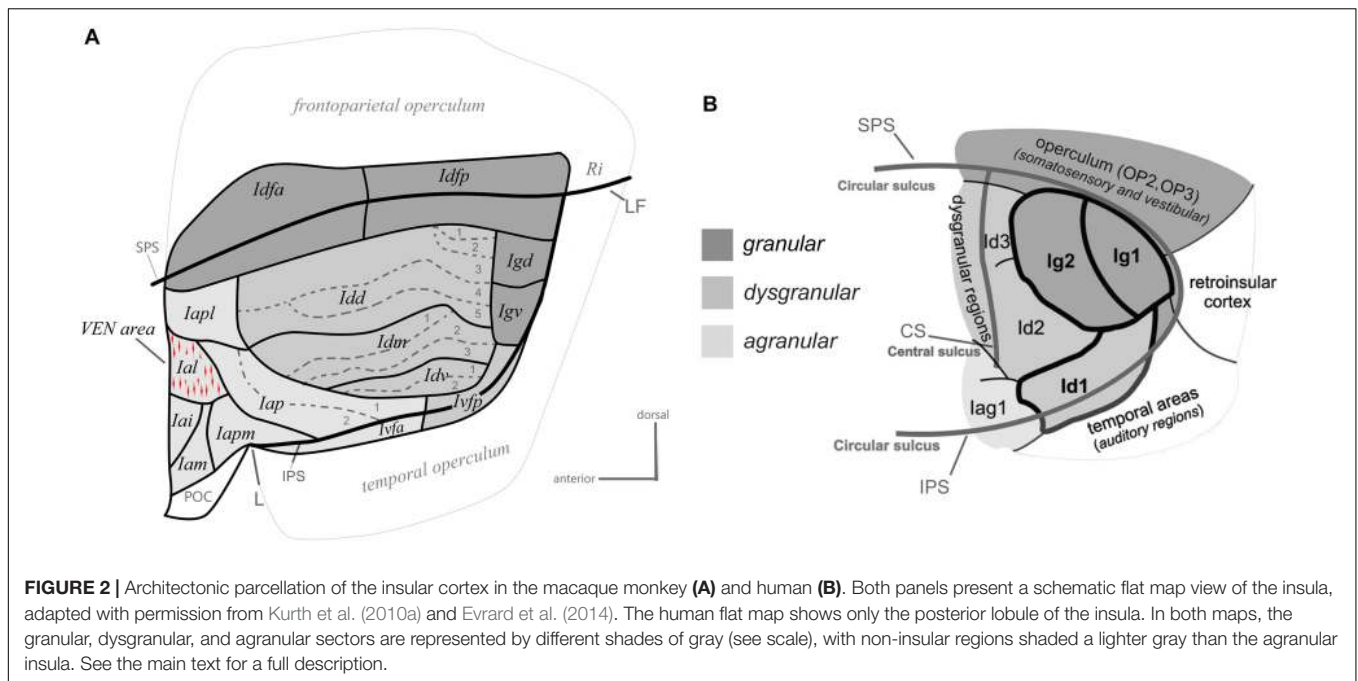 A
frontoparietal operculum
Idfa
Idfp
Ri
LF
SPS
1
2
3
4
5
Igd
Igv
Iapl
Idd
VEN area
Idm
1
2
3
Ial
Idv
1
2
Iap
1
2
Ivfp
Ivfa
Iai
Iapm
Iam
IPS
POC
L
temporal operculum
dorsal
anterior
granular
dysgranular
agranular
B
SPS
operculum (OP2,OP3)
(somatosensory and vestibular)
Circular sulcus
dysgranular regions
Id3
Ig2
Ig1
retroinsular
cortex
Id2
CS
Central sulcus
Id1
Iag1
temporal areas
(auditory regions)
Circular sulcus
IPS
FIGURE 2 | Architectonic parcellation of the insular cortex in the macaque monkey (A) and human (B). Both panels present a schematic flat map view of the insula,
adapted with permission from Kurth et al. (2010a) and Evrard et al. (2014). The human flat map shows only the posterior lobule of the insula. In both maps, the
granular, dysgranular, and agranular sectors are represented by different shades of gray (see scale), with non-insular regions shaded a lighter gray than the agranular
insula. See the main text for a full description.